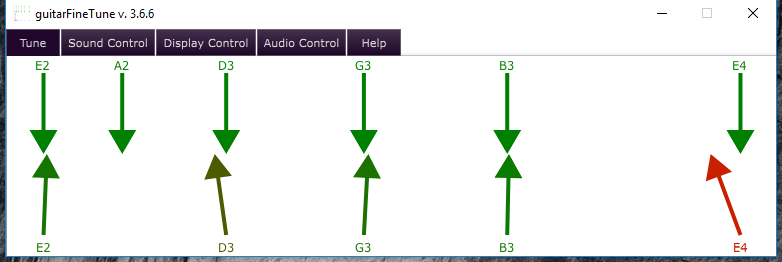 guitarFineTune v. 3.6.6
Tune Sound Control Display Control Audio Control Help
E2 A2 D3 G3 B3 E4
E2 D3 G3 B3 E4